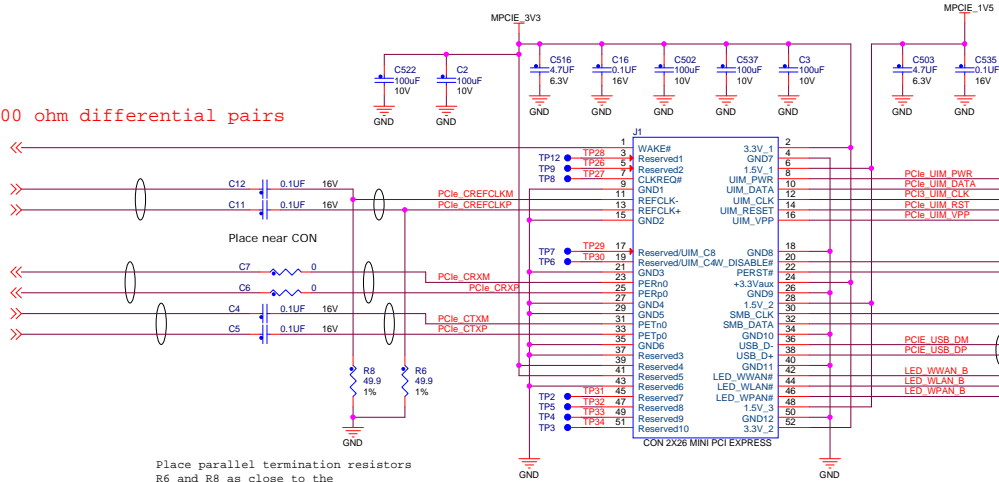 MPCIE_3V3
MPCIE_1V5
C522
100uF
10V
C2
100uF
10V
C516
4.7UF
6.3V
C16
0.1UF
16V
C502
100uF
10V
C537
100uF
10V
C3
100uF
10V
C503
4.7UF
6.3V
C535
0.1UF
16V
GND GND GND GND GND GND GND GND GND
00 ohm differential pairs
J1
1 WAKE# 3.3V_1 2
TP12 TP28 3 Reserved1 GND7 4
TP9 TP26 5 Reserved2 1.5V_1 6
TP8 TP27 7 CLKREQ# UIM_PWR 8 PCIe_UIM_PWR
9 GND1 UIM_DATA 10 PCIe_UIM_DATA
C12 0.1UF 16V PCIe_CREFCLKM 11 REFCLK- UIM_CLK 12 PCI3_UIM_CLK
C11 0.1UF 16V PCIe_CREFCLKP 13 REFCLK+ UIM_RESET 14 PCIe_UIM_RST
15 GND2 UIM_VPP 16 PCIe_UIM_VPP
Place near CON
TP7 TP29 17 Reserved/UIM_C8 GND8 18
TP6 TP30 19 Reserved/UIM_C4W_DISABLE# 20
21 GND3 PERST# 22
C7 0 PCIe_CRXM 23 PERn0 +3.3Vaux 24
C6 0 PCIe_CRXP 25 PERp0 GND9 26
27 GND4 1.5V_2 28
29 GND5 SMB_CLK 30
C4 0.1UF 16V PCIe_CTXM 31 PETn0 SMB_DATA 32
C5 0.1UF 16V PCIe_CTXP 33 PETp0 GND10 34
35 GND6 USB_D- 36 PCIE_USB_DM
37 Reserved3 USB_D+ 38 PCIE_USB_DP
39 Reserved4 GND11 40
41 Reserved5 LED_WWAN# 42 LED_WWAN_B
43 Reserved6 LED_WLAN# 44 LED_WLAN_B
TP2 TP31 45 Reserved7 LED_WPAN# 46 LED_WPAN_B
TP5 TP32 47 Reserved8 1.5V_3 48
TP4 TP33 49 Reserved9 GND12 50
TP3 TP34 51 Reserved10 3.3V_2 52
R8
49.9
1%
R6
49.9
1%
CON 2X26 MINI PCI EXPRESS
GND GND GND
Place parallel termination resistors
R6 and R8 as close to the